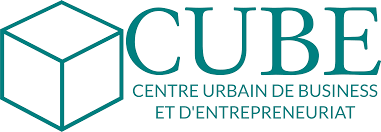 CUBE
CENTRE URBAIN DE BUSINESS
ET D'ENTREPRENEURIAT